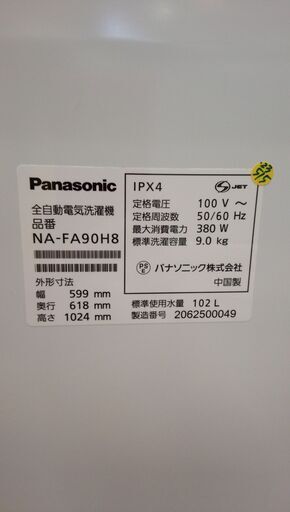 Panasonic
全自動電気洗濯機
品番
NA-FA90H8
外形寸法
幅 599 mm
奥行 618 mm
高さ 1024 mm
IPX4
JET
定格電圧 100 V ～
定格周波数 50/60 Hz
最大消費電力 380 W
標準洗濯容量 9.0 kg
PS
E
パナソニック株式会社
中国製
標準使用水量 102 L
製造番号 2062500049